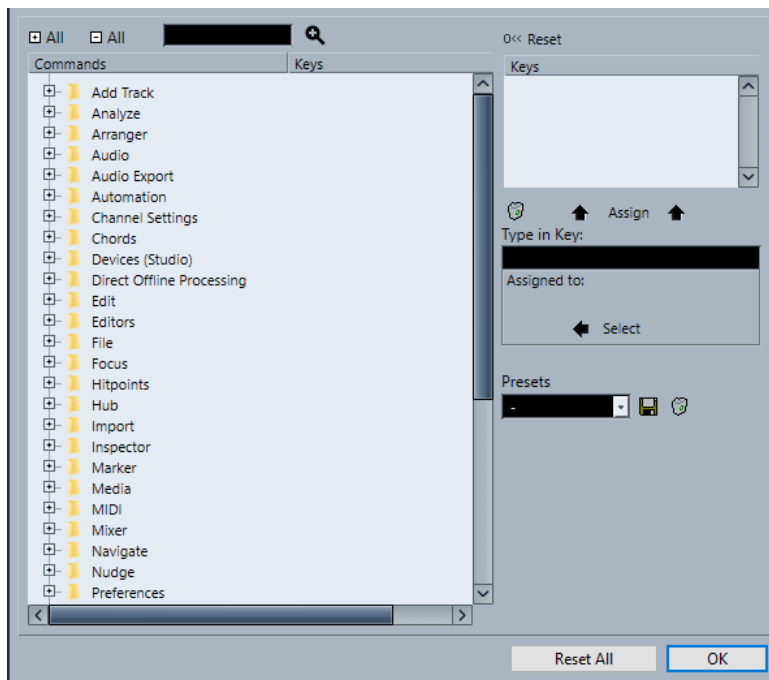 All All
0<< Reset
Commands Keys
Keys
Add Track
Analyze
Arranger
Audio
Audio Export
Automation
Channel Settings
Chords
Devices (Studio)
Direct Offline Processing
Edit
Editors
File
Focus
Hitpoints
Hub
Import
Inspector
Marker
Media
MIDI
Mixer
Navigate
Nudge
Preferences
Assign
Type in Key:
Assigned to:
Select
Presets
-
Reset All OK